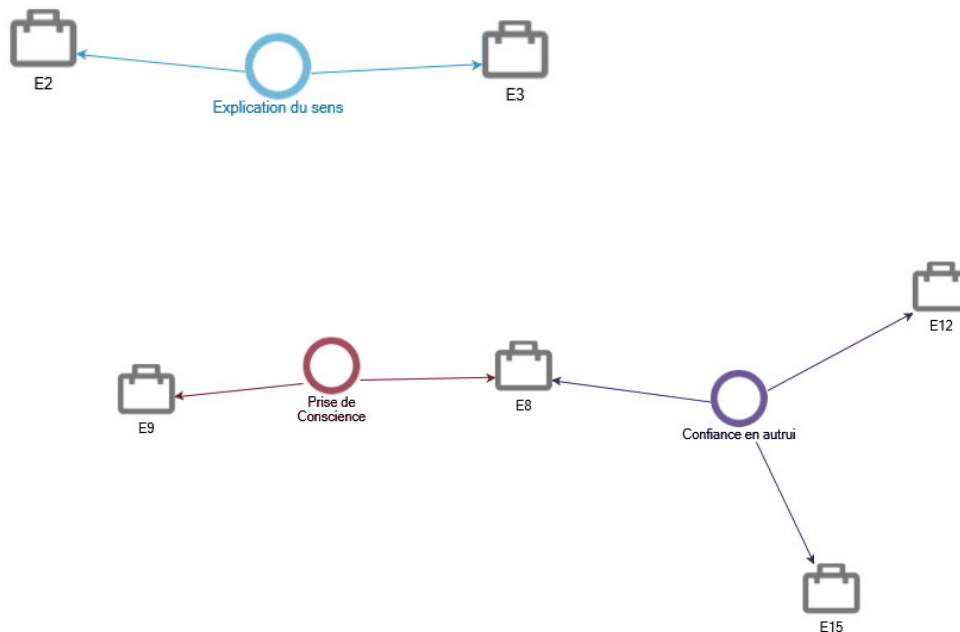 E2
E3
Explication du sens
E12
E9
Prise de
Conscience
E8
Confiance en autrui
E15